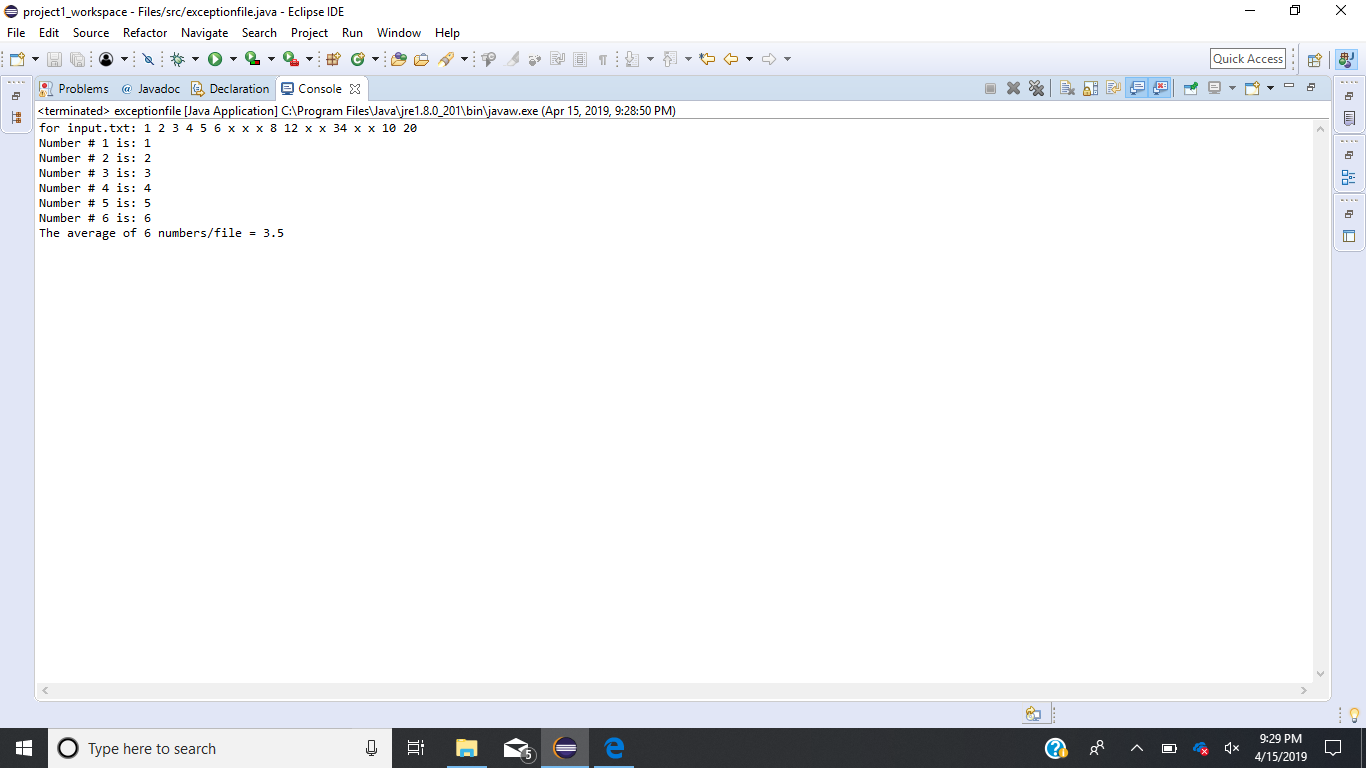 project1_workspace - Files/src/exceptionfile.java - Eclipse IDE
File Edit Source Refactor Navigate Search Project Run Window Help
Quick Access
Problems @ Javadoc Declaration Console
<terminated> exceptionfile [Java Application] C:\Program Files\Java\jre1.8.0_201\bin\javaw.exe (Apr 15, 2019, 9:28:50 PM)
for input.txt: 1 2 3 4 5 6 x x x 8 12 x x 34 x x 10 20
Number # 1 is: 1
Number # 2 is: 2
Number # 3 is: 3
Number # 4 is: 4
Number # 5 is: 5
Number # 6 is: 6
The average of 6 numbers/file = 3.5
Type here to search
5
9:29 PM
4/15/2019